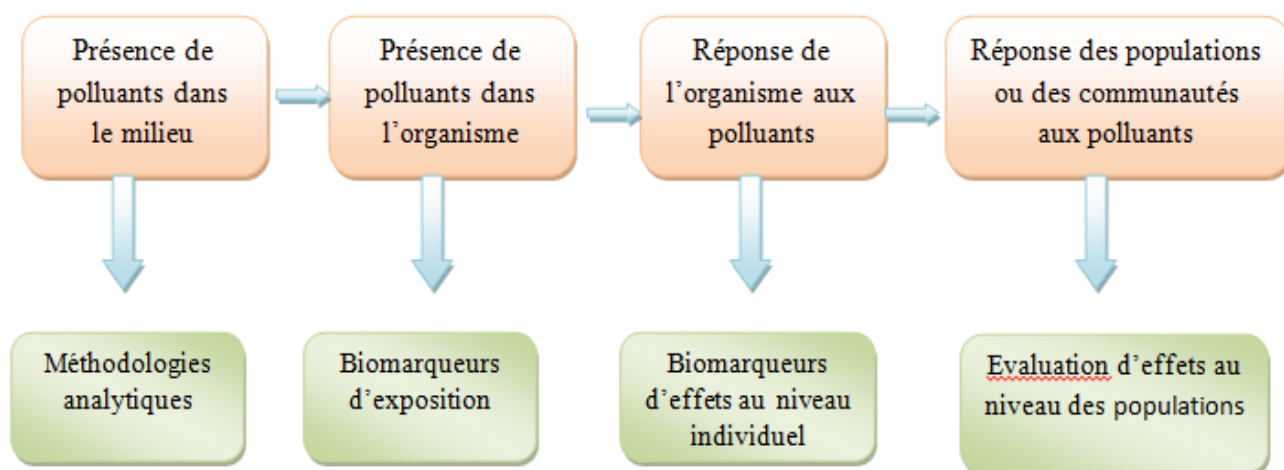 Présence de
polluants dans
le milieu
Présence de
polluants dans
l’organisme
Réponse de
l’organisme aux
polluants
Réponse des populations
ou des communautés
aux polluants
Méthodologies
analytiques
Biomarqueurs
d’exposition
Biomarqueurs
d’effets au niveau
individuel
Evaluation d’effets au
niveau des populations